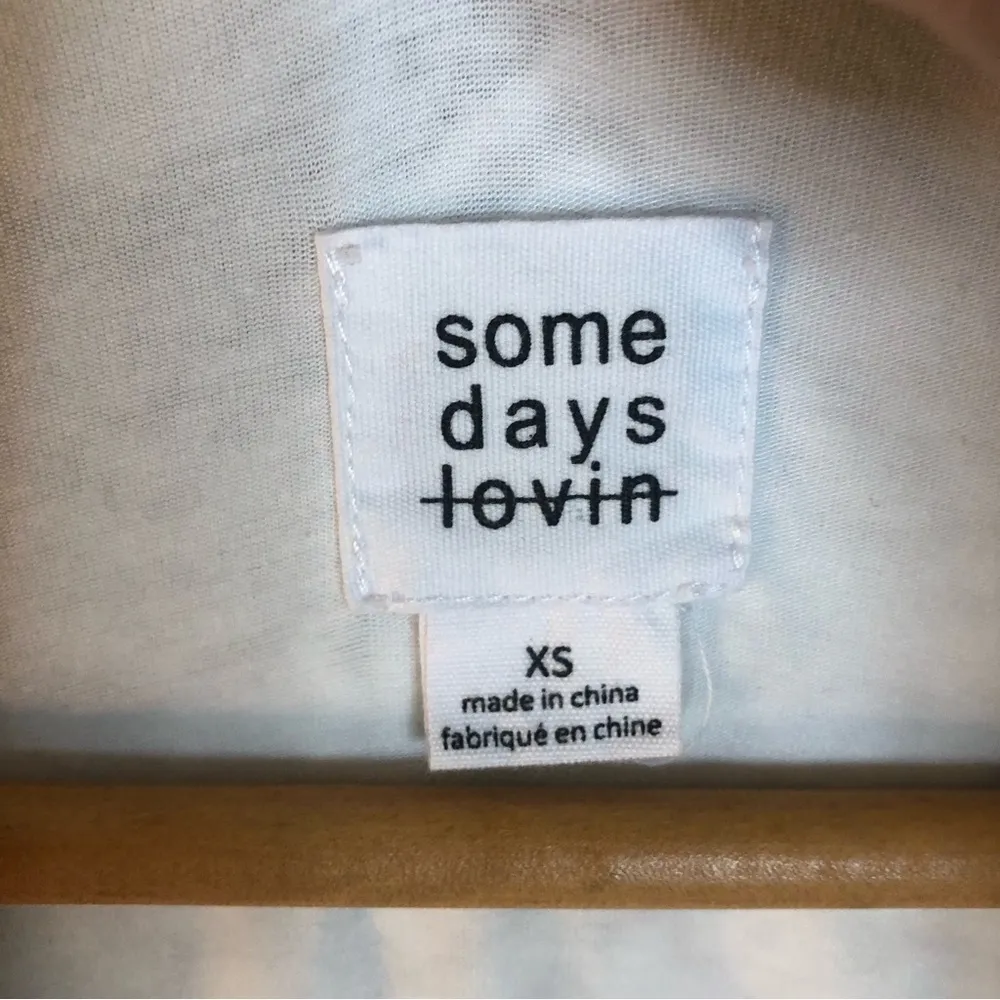 some
days
lovin
XS
made in china
fabriqué en chine